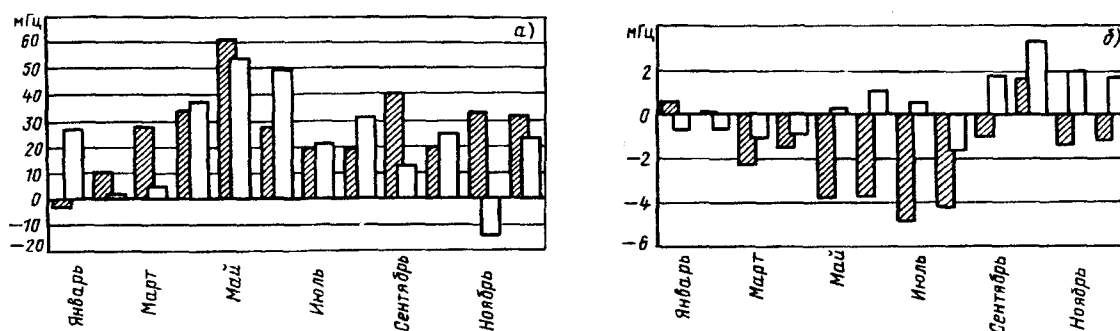 мГц
а)
60
50
40
30
20
10
0
−10
−20
Январь
Март
Май
Июль
Сентябрь
Ноябрь
мГц
б)
2
0
−2
−4
−6
Январь
Март
Май
Июль
Сентябрь
Ноябрь